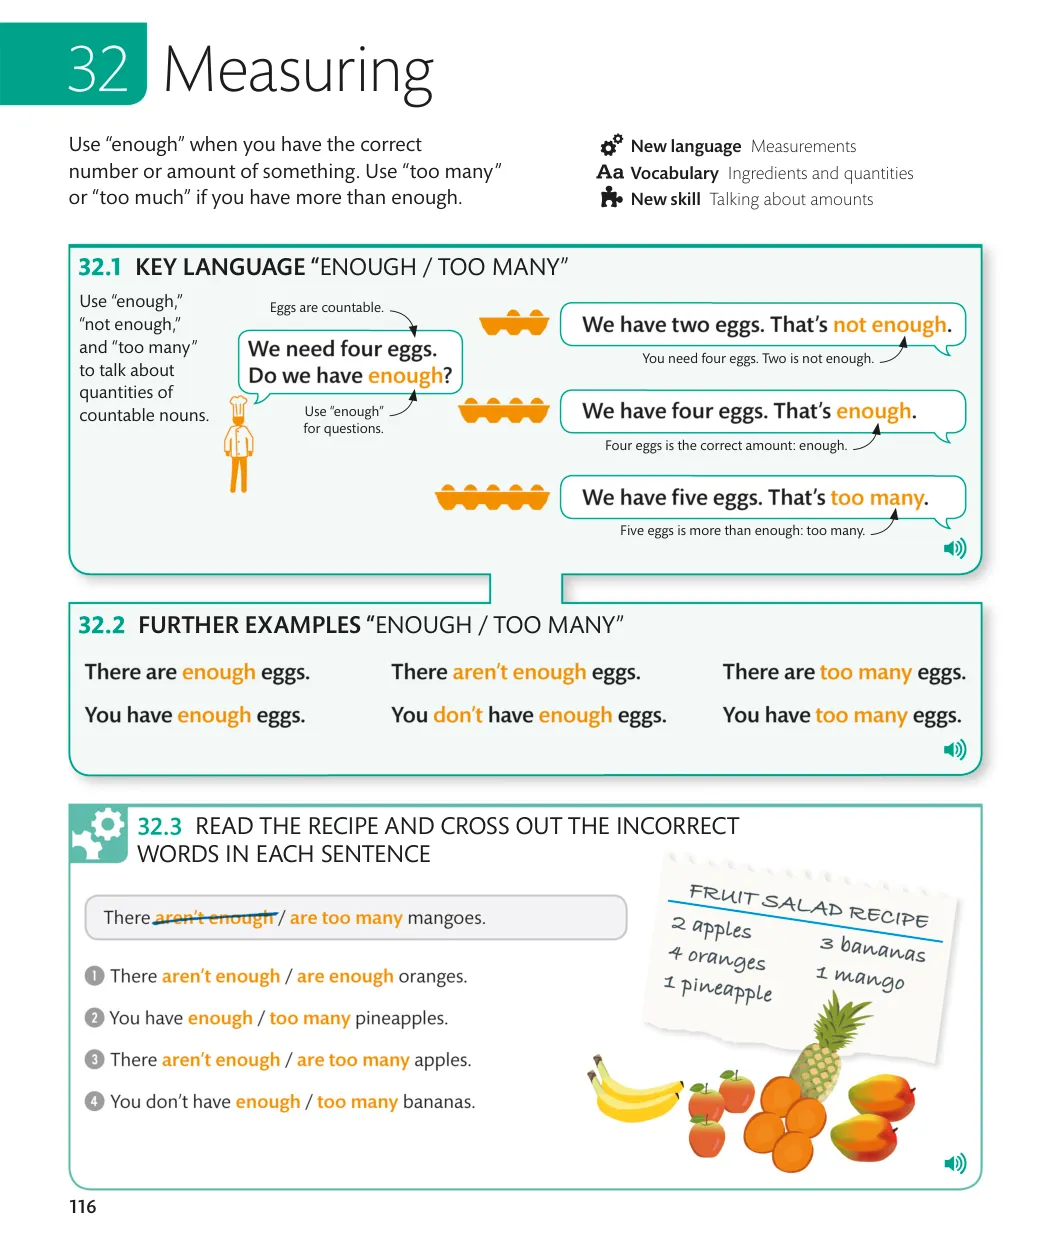 32 Measuring
Use “enough” when you have the correct
number or amount of something. Use “too many”
or “too much” if you have more than enough.
New language Measurements
Aa Vocabulary Ingredients and quantities
New skill Talking about amounts
32.1 KEY LANGUAGE “ENOUGH / TOO MANY”
Use “enough,”
“not enough,”
and “too many”
to talk about
quantities of
countable nouns.
Eggs are countable.
We need four eggs.
Do we have enough?
Use “enough”
for questions.
We have two eggs. That’s not enough.
You need four eggs. Two is not enough.
We have four eggs. That’s enough.
Four eggs is the correct amount: enough.
We have five eggs. That’s too many.
Five eggs is more than enough: too many.
32.2 FURTHER EXAMPLES “ENOUGH / TOO MANY”
There are enough eggs.
There aren’t enough eggs.
There are too many eggs.
You have enough eggs.
You don’t have enough eggs.
You have too many eggs.
32.3 READ THE RECIPE AND CROSS OUT THE INCORRECT
WORDS IN EACH SENTENCE
There aren’t enough / are too many mangoes.
1 There aren’t enough / are enough oranges.
2 You have enough / too many pineapples.
3 There aren’t enough / are too many apples.
4 You don’t have enough / too many bananas.
FRUIT SALAD RECIPE
2 apples
4 oranges
1 pineapple
3 bananas
1 mango
116